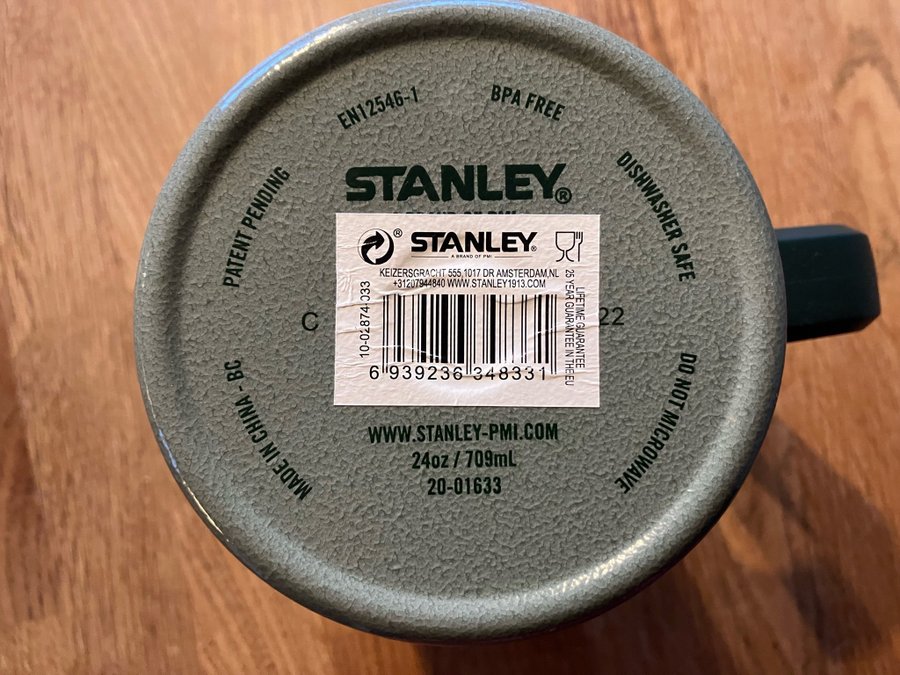 EN12546-1
BPA FREE
PATENT PENDING
STANLEY®
DISHWASHER SAFE
® STANLEY®
A BRAND OF PMI
KEIZERSGRACHT 555,1017 DR AMSTERDAM,NL
+31207944840 WWW.STANLEY1913.COM
10-02874-033
LIFETIME GUARANTEE
25 YEAR GUARANTEE IN THE EU
6 939236 348331
C
22
MADE IN CHINA - BC
DO NOT MICROWAVE
WWW.STANLEY-PMI.COM
24oz / 709mL
20-01633